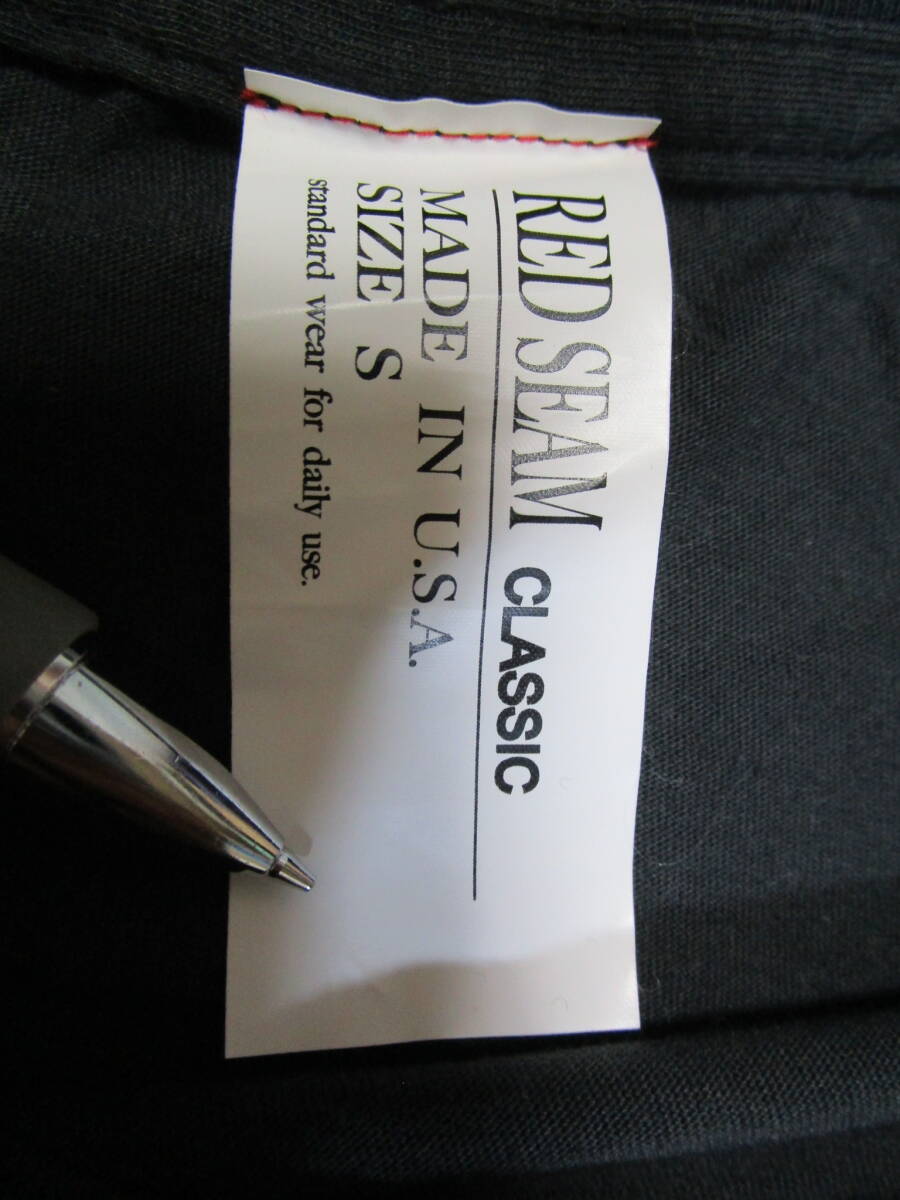 RED SEAM CLASSIC
MADE IN U.S.A.
SIZE S
standard wear for daily use.